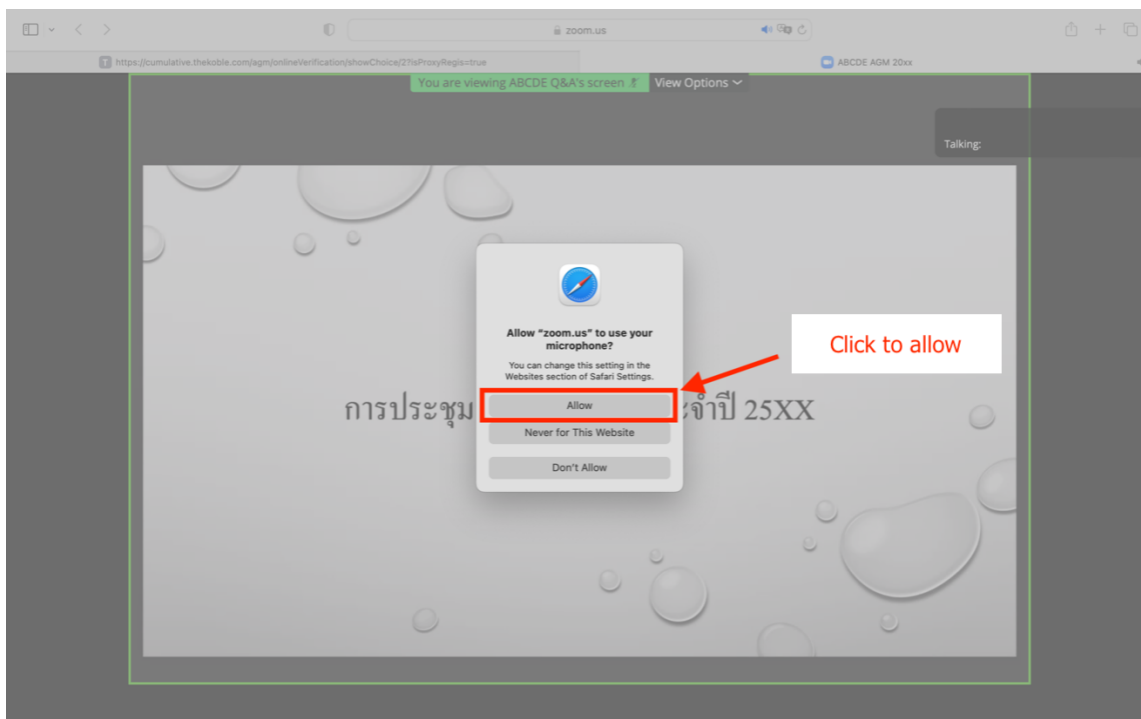 zoom.us
https://cumulative.thekoble.com/agm/onlineVerification/showChoice/2?isProxyRegis=true
ABCDE AGM 20xx
You are viewing ABCDE Q&A's screen
View Options
Talking:
Allow “zoom.us” to use your
microphone?
You can change this setting in the
Websites section of Safari Settings.
Click to allow
การประชุม ะจำปี 25XX
Allow
Never for This Website
Don't Allow